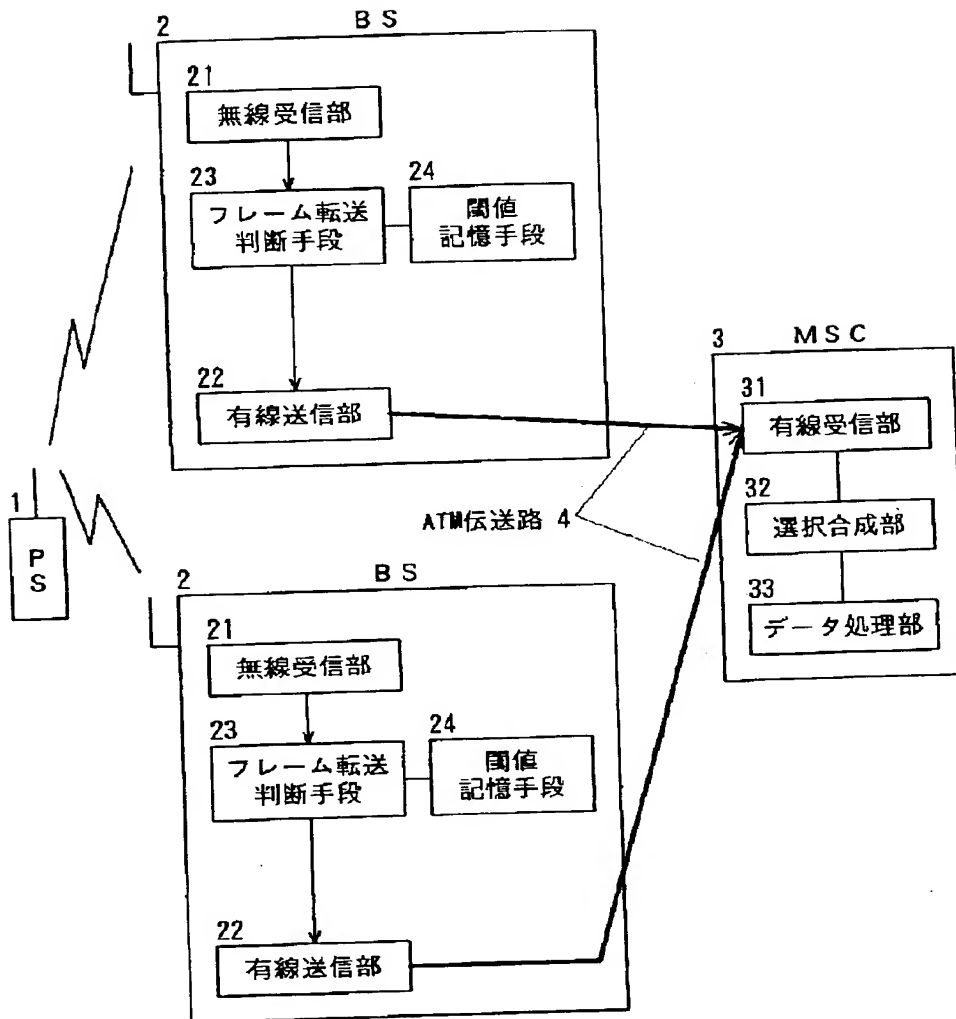 2 BS
21
無線受信部
23 24
フレーム転送
判断手段
閾値
記憶手段
22
有線送信部
3 MSC
31
有線受信部
32
選択合成部
33
データ処理部
ATM伝送路 4
1
PS
2 BS
21
無線受信部
23 24
フレーム転送
判断手段
閾値
記憶手段
22
有線送信部